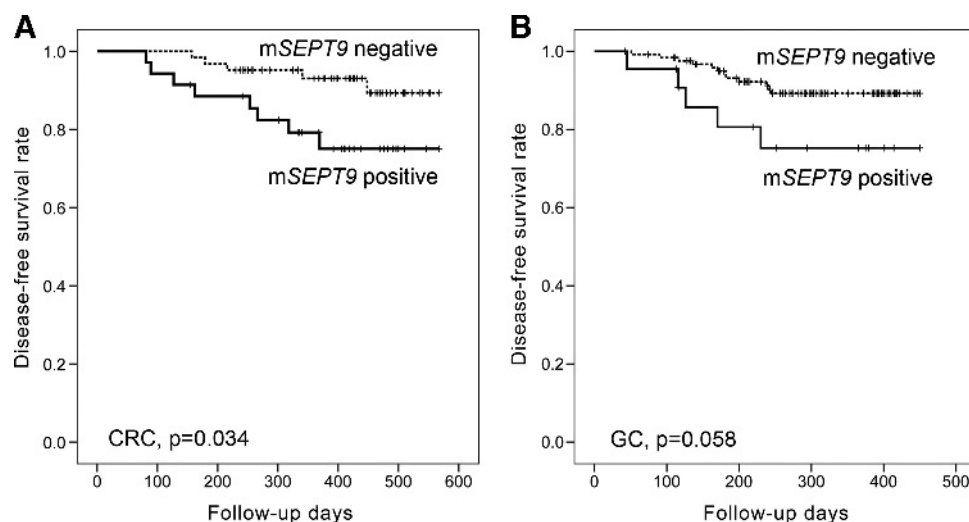 A
1.0
0.8
0.6
0.4
0.2
0.0
Disease-free survival rate
mSEPT9 negative
mSEPT9 positive
CRC, p=0.034
0 100 200 300 400 500 600
Follow-up days
B
1.0
0.8
0.6
0.4
0.2
0.0
Disease-free survival rate
mSEPT9 negative
mSEPT9 positive
GC, p=0.058
0 100 200 300 400 500
Follow-up days